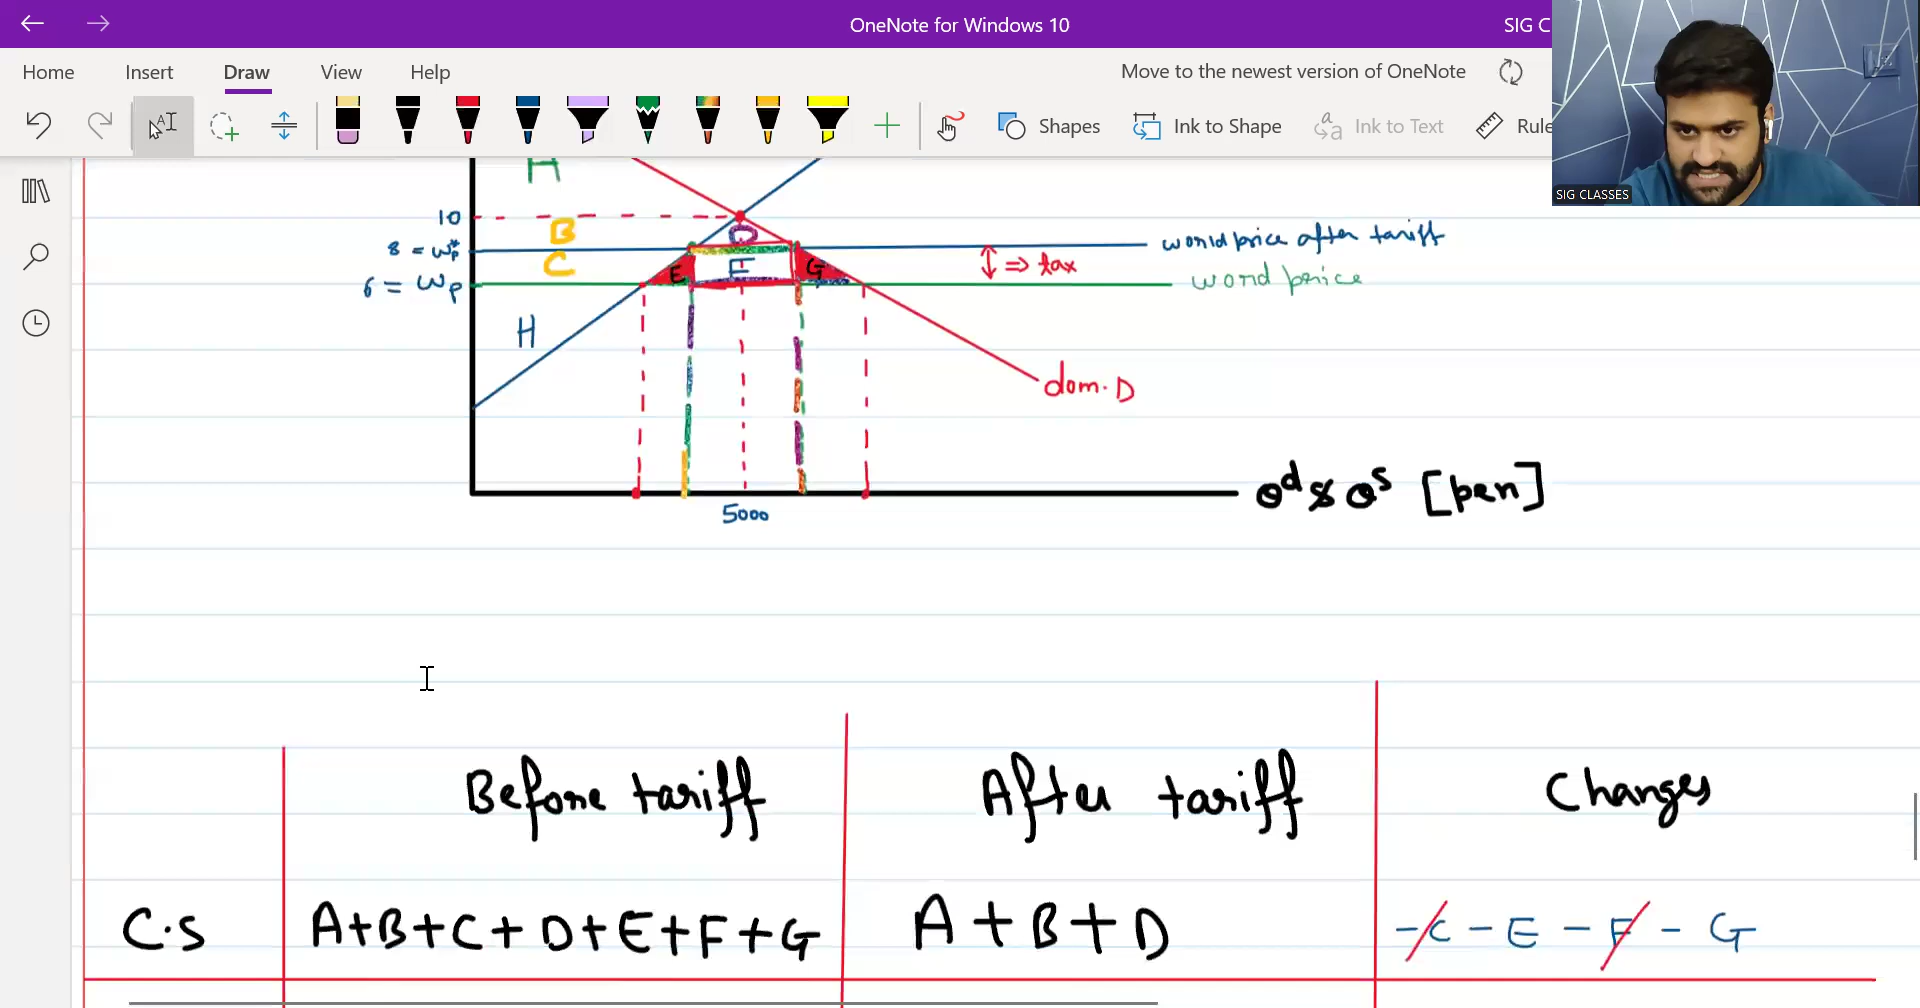 OneNote for Windows 10
SIG C
Home Insert Draw View Help
Move to the newest version of OneNote
Shapes Ink to Shape Ink to Text Rule
SIG CLASSES
A
10
B
D
8 = Wp*
world price after tariff
C
E F G
⇒ tax
6 = Wp
word price
H
dom. D
5000
Qd & Qs [pen]
Before tariff After tariff Changes
C.S A+B+C+D+E+F+G A+B+D -C-E-F-G